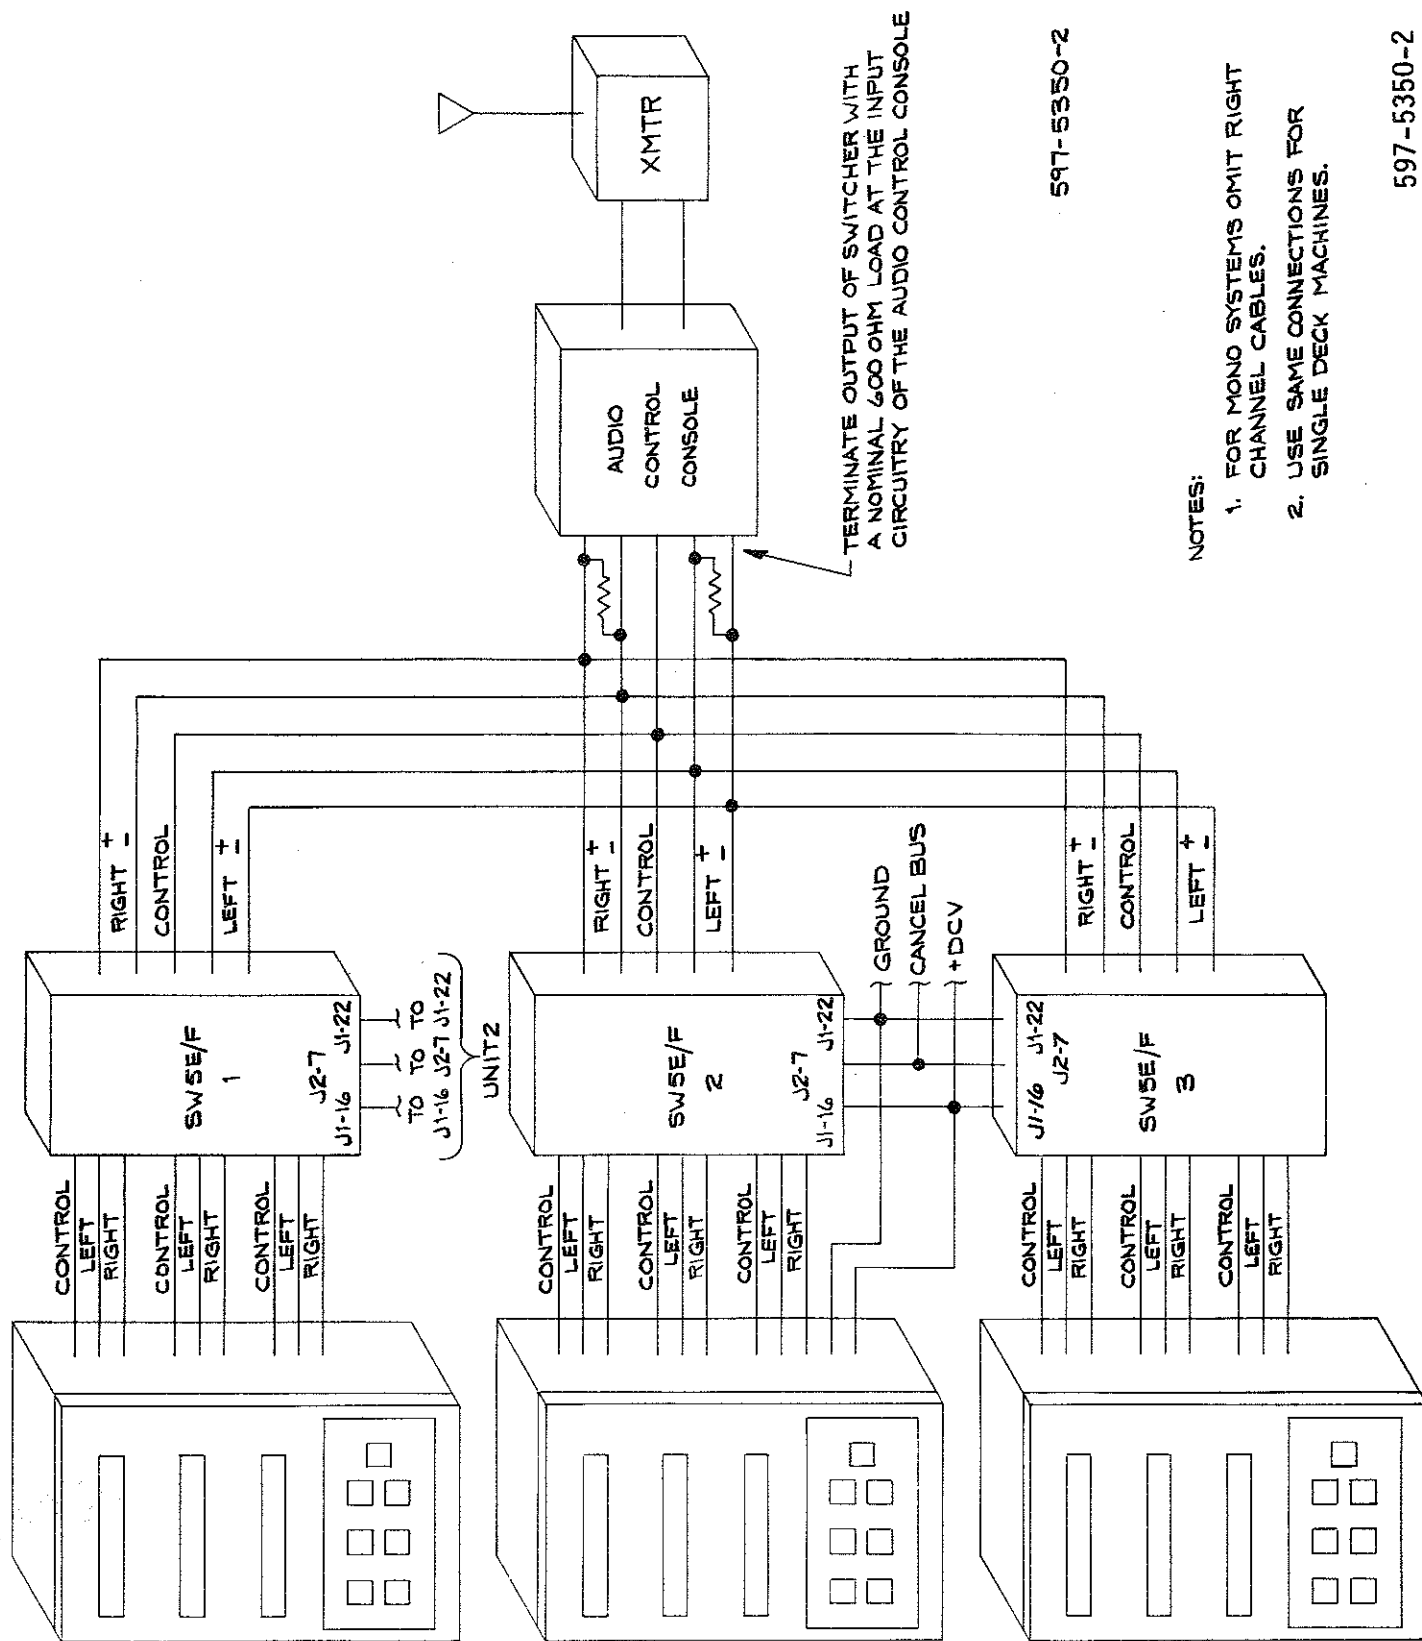 CONTROL
LEFT
RIGHT
CONTROL
LEFT
RIGHT
CONTROL
LEFT
RIGHT
SW5E/F
1
J1-16
J2-7
J1-22
TO
J1-16
TO
J2-7
TO
J1-22
UNIT2
RIGHT + -
CONTROL
LEFT + -
CONTROL
LEFT
RIGHT
CONTROL
LEFT
RIGHT
CONTROL
LEFT
RIGHT
SW5E/F
2
J1-16
J2-7
J1-22
RIGHT + -
CONTROL
LEFT + -
GROUND
CANCEL BUS
+DCV
CONTROL
LEFT
RIGHT
CONTROL
LEFT
RIGHT
CONTROL
LEFT
RIGHT
J1-16
J2-7
J1-22
SW5E/F
3
RIGHT + -
CONTROL
LEFT + -
AUDIO
CONTROL
CONSOLE
XMTR
TERMINATE OUTPUT OF SWITCHER WITH
A NOMINAL 600 OHM LOAD AT THE INPUT
CIRCUITRY OF THE AUDIO CONTROL CONSOLE
597-5350-2
NOTES:
1. FOR MONO SYSTEMS OMIT RIGHT
CHANNEL CABLES.
2. USE SAME CONNECTIONS FOR
SINGLE DECK MACHINES.
597-5350-2